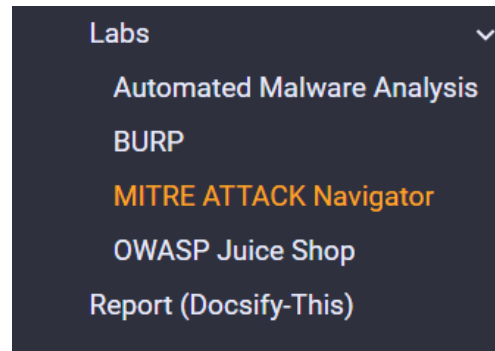 Labs
Automated Malware Analysis
BURP
MITRE ATTACK Navigator
OWASP Juice Shop
Report (Docsify-This)